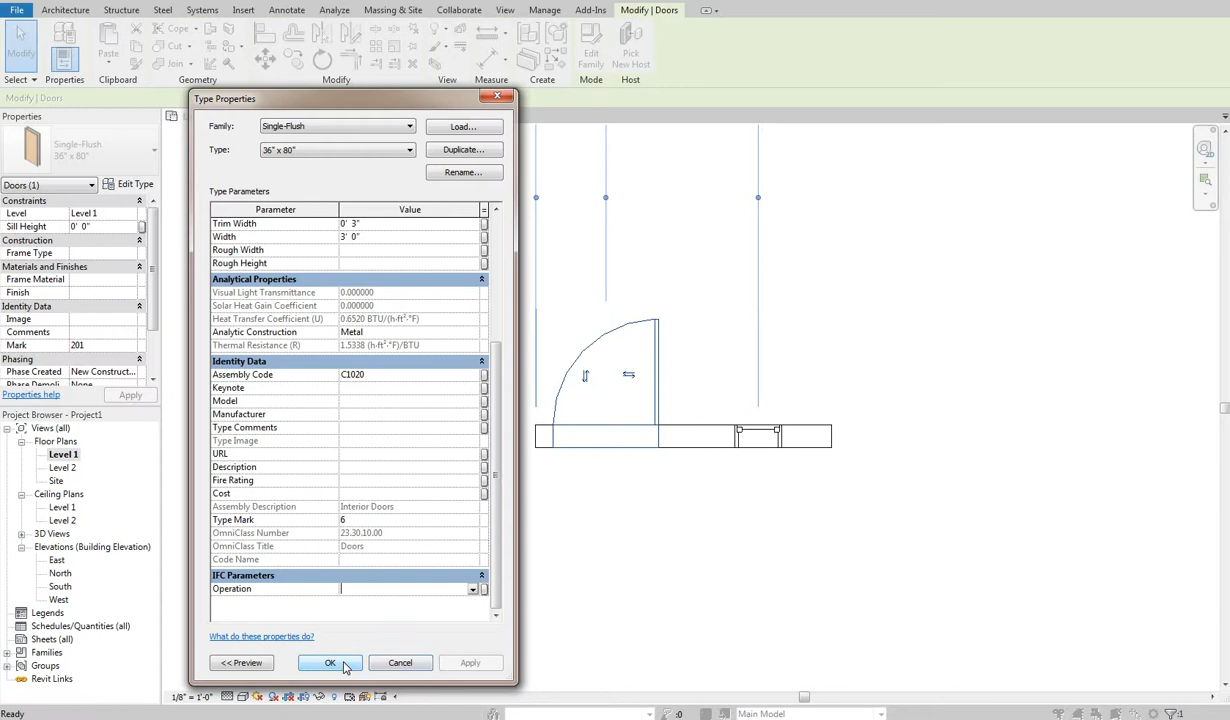 File Architecture Structure Steel Systems Insert Annotate Analyze Massing & Site Collaborate View Manage Add-Ins Modify | Doors
Modify Paste Cope Cut Join Edit Family Pick New Host
Select Properties Clipboard Geometry Modify View Measure Create Mode Host
Modify | Doors
Properties
Single-Flush
36" x 80"
Doors (1) Edit Type
Constraints
Level Level 1
Sill Height 0' 0"
Construction
Frame Type
Materials and Finishes
Frame Material
Finish
Identity Data
Image
Comments
Mark 201
Phasing
Phase Created New Construct...
Phase Demoli
Properties help Apply
Project Browser - Project1
Views (all)
Floor Plans
Level 1
Level 2
Site
Ceiling Plans
Level 1
Level 2
3D Views
Elevations (Building Elevation)
East
North
South
West
Legends
Schedules/Quantities (all)
Sheets (all)
Families
Groups
Revit Links
Type Properties
Family: Single-Flush Load...
Type: 36" x 80" Duplicate...
Rename...
Type Parameters
Parameter Value =
Trim Width 0' 3"
Width 3' 0"
Rough Width
Rough Height
Analytical Properties
Visual Light Transmittance 0.000000
Solar Heat Gain Coefficient 0.000000
Heat Transfer Coefficient (U) 0.6520 BTU/(h·ft²·°F)
Analytic Construction Metal
Thermal Resistance (R) 1.5338 (h·ft²·°F)/BTU
Identity Data
Assembly Code C1020
Keynote
Model
Manufacturer
Type Comments
Type Image
URL
Description
Fire Rating
Cost
Assembly Description Interior Doors
Type Mark 6
OmniClass Number 23.30.10.00
OmniClass Title Doors
Code Name
IFC Parameters
Operation
What do these properties do?
<< Preview OK Cancel Apply
1/8" = 1'-0"
Ready :0 Main Model :1